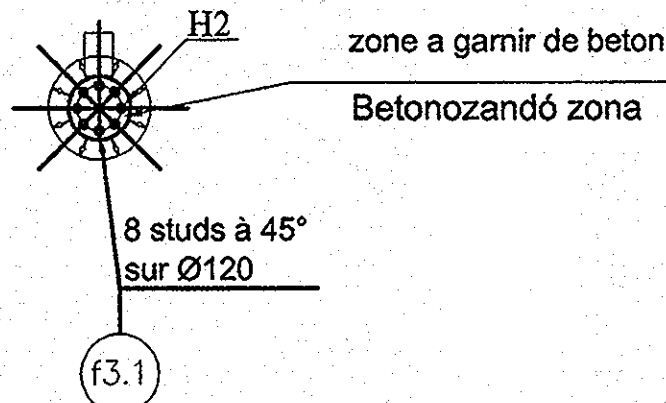 H2
zone a garnir de beton
Betonozandó zona
8 studs à 45°
sur Ø120
f3.1